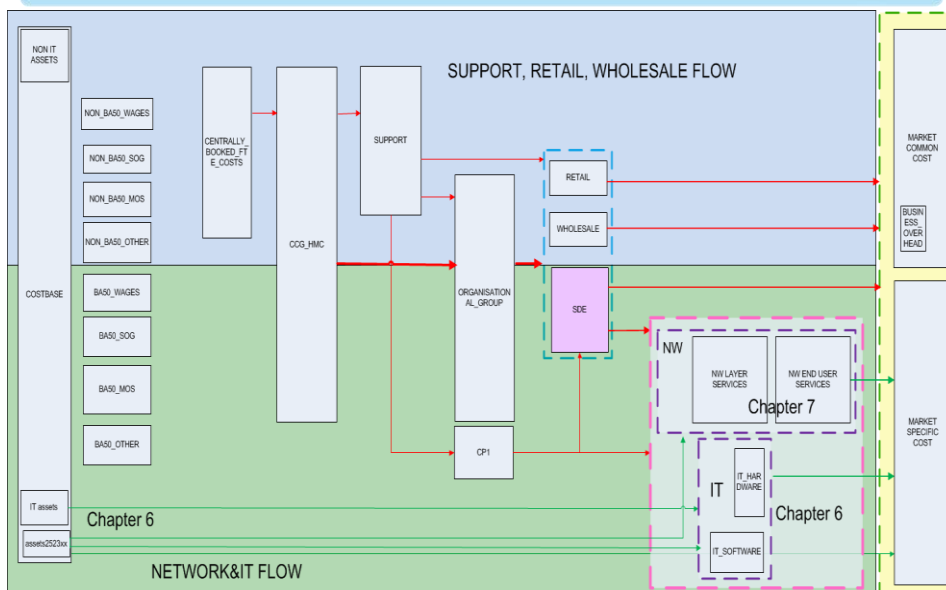 NON IT
ASSETS
COSTBASE
IT assets
assets2523xx
NON_BA50_WAGES
NON_BA50_SOG
NON_BA50_MOS
NON_BA50_OTHER
BA50_WAGES
BA50_SOG
BA50_MOS
BA50_OTHER
CENTRALLY_
BOOKED_FT
E_COSTS
CCG_HMC
SUPPORT
ORGANISATION
AL_GROUP
CP1
SUPPORT, RETAIL, WHOLESALE FLOW
RETAIL
WHOLESALE
SDE
NW
NW LAYER
SERVICES
NW END USER
SERVICES
Chapter 7
IT
IT_HAR
DWARE
IT_SOFTWARE
Chapter 6
Chapter 6
NETWORK&IT FLOW
MARKET
COMMON
COST
BUSIN
ESS_
OVER
HEAD
MARKET
SPECIFIC
COST